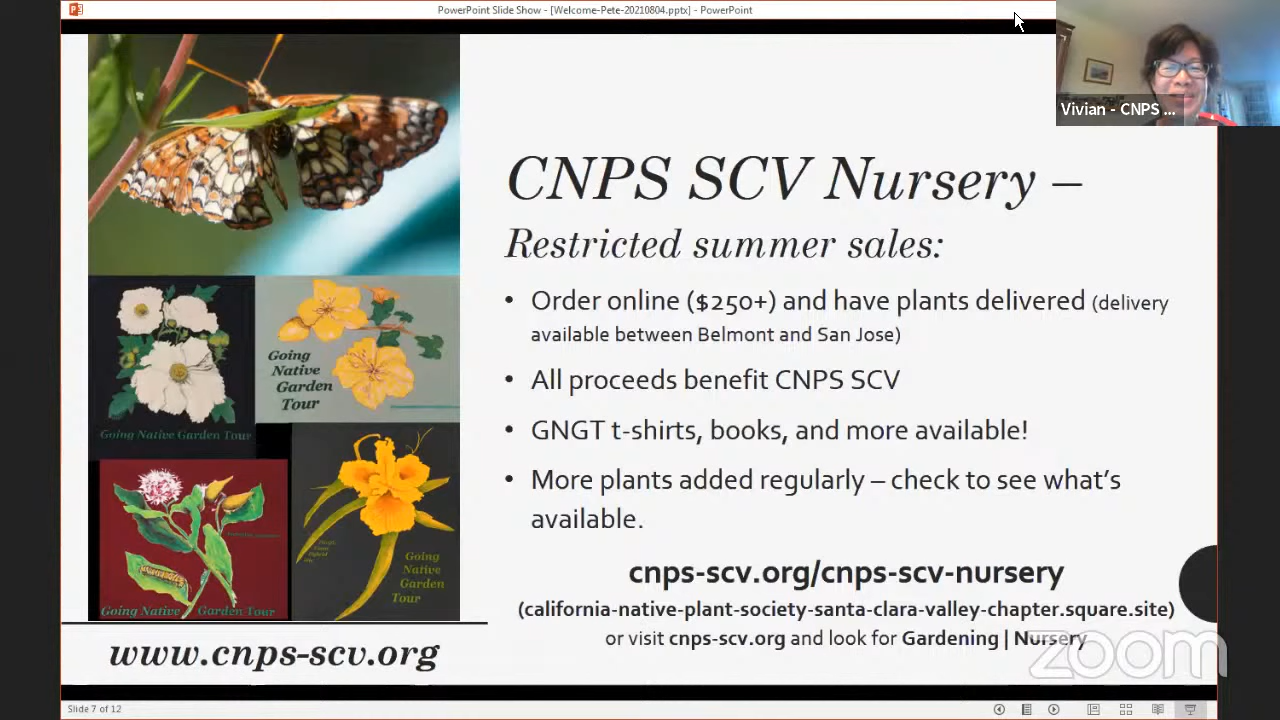 PowerPoint Slide Show - [Welcome-Pete-20210804.pptx] - PowerPoint
Vivian - CNPS ...
CNPS SCV Nursery –
Restricted summer sales:
• Order online ($250+) and have plants delivered (delivery
available between Belmont and San Jose)
• All proceeds benefit CNPS SCV
• GNGT t-shirts, books, and more available!
• More plants added regularly – check to see what's
available.
cnps-scv.org/cnps-scv-nursery
(california-native-plant-society-santa-clara-valley-chapter.square.site)
or visit cnps-scv.org and look for Gardening | Nursery
Going Native Garden Tour
Going
Native
Garden
Tour
Going Native Garden Tour
Going
Native
Garden
Tour
www.cnps-scv.org
zoom
Slide 7 of 12